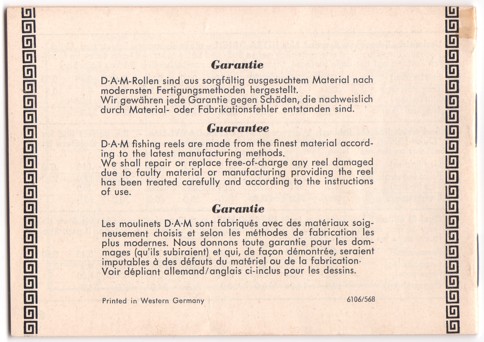 Garantie
D·A·M-Rollen sind aus sorgfältig ausgesuchtem Material nach
modernsten Fertigungsmethoden hergestellt.
Wir gewähren jede Garantie gegen Schäden, die nachweislich
durch Material- oder Fabrikationsfehler entstanden sind.
Guarantee
D·A·M fishing reels are made from the finest material accord-
ing to the latest manufacturing methods.
We shall repair or replace free-of-charge any reel damaged
due to faulty material or manufacturing providing the reel
has been treated carefully and according to the instructions
of use.
Garantie
Les moulinets D·A·M sont fabriqués avec des matériaux soig-
neusement choisis et selon les méthodes de fabrication les
plus modernes. Nous donnons toute garantie pour les dom-
mages (qu'ils subiraient) et qui, de façon démontrée, seraient
imputables à des défauts du matériel ou de la fabrication·
Voir dépliant allemand/anglais ci-inclus pour les dessins.
Printed in Western Germany 6106/568